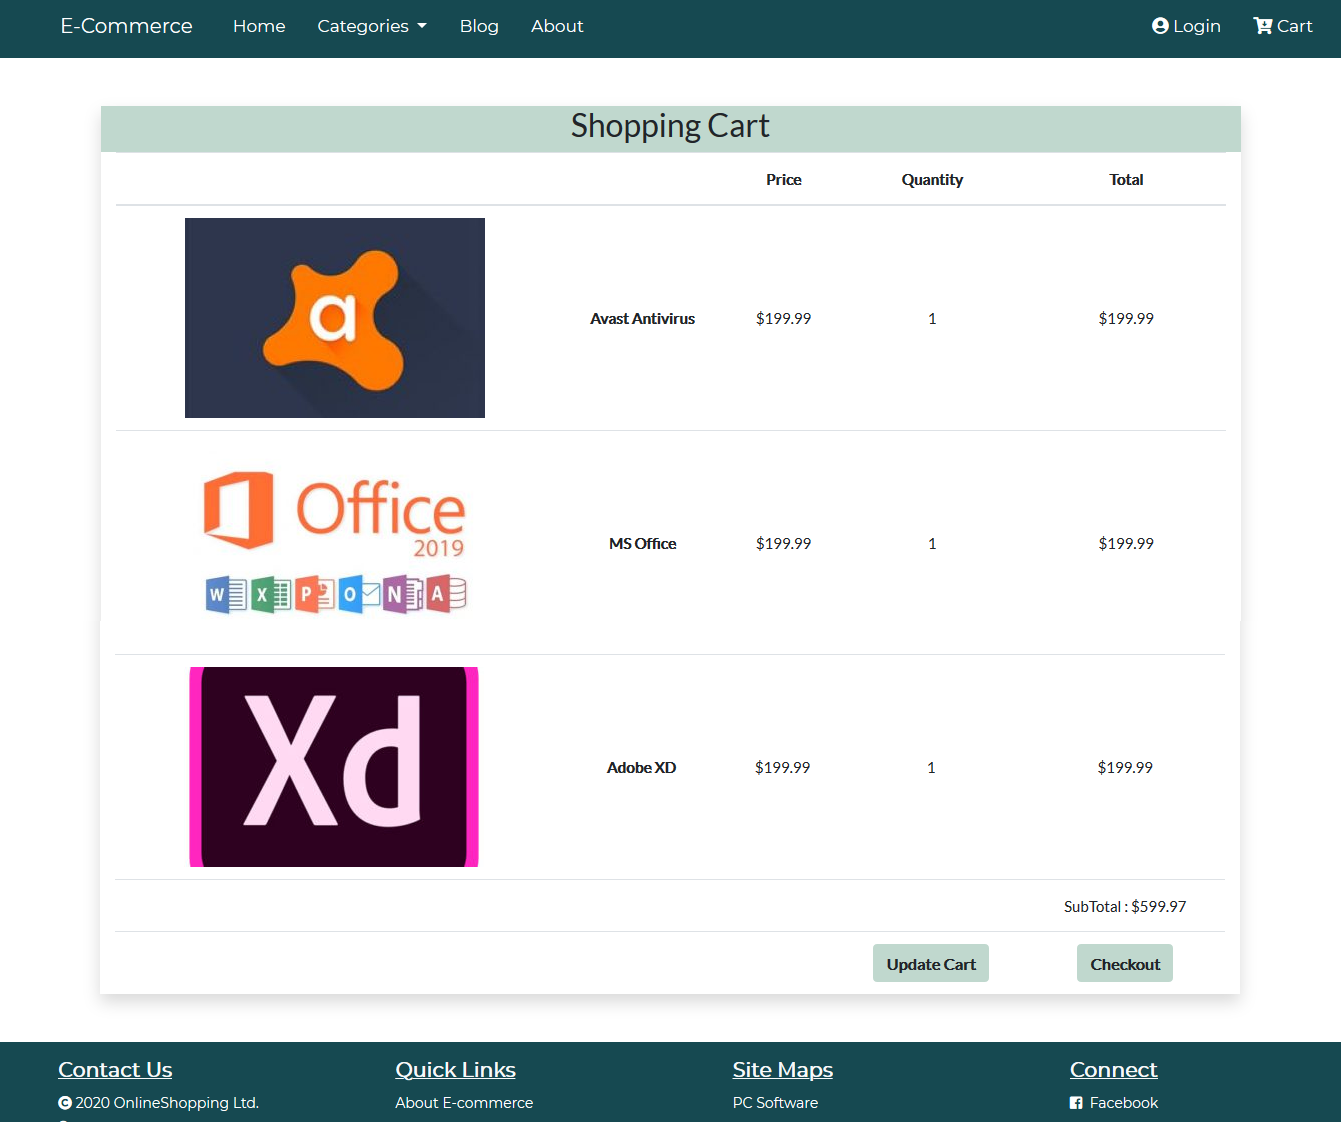 E-Commerce Home Categories Blog About Login Cart
Shopping Cart
Price Quantity Total
a
Avast Antivirus $199.99 1 $199.99
Office
2019
MS Office $199.99 1 $199.99
W X P O N A
Xd
Adobe XD $199.99 1 $199.99
SubTotal : $599.97
Update Cart Checkout
Contact Us Quick Links Site Maps Connect
2020 OnlineShopping Ltd. About E-commerce PC Software Facebook